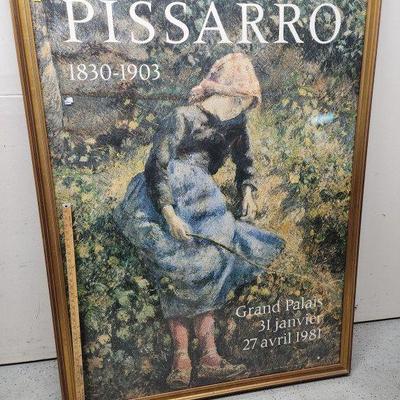 PISSARRO
1830-1903
Grand Palais
31 janvier
27 avril 1981